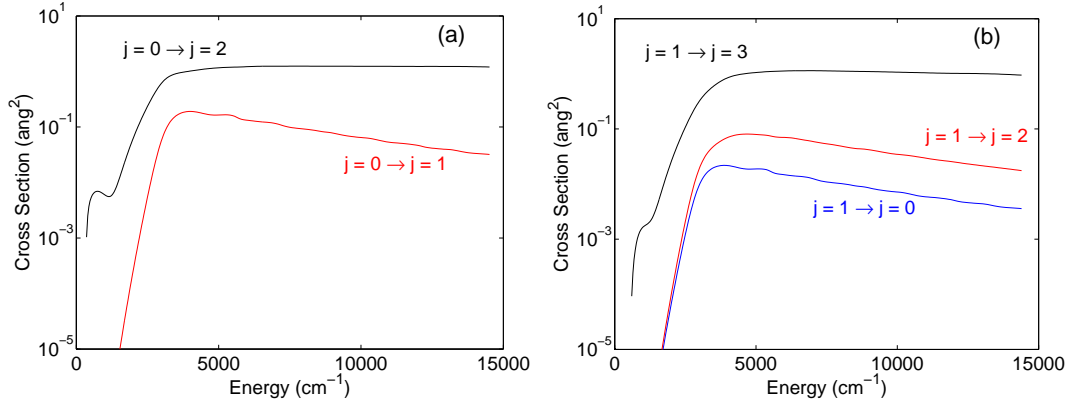 (a)
j = 0 → j = 2
j = 0 → j = 1
10^1
10^-1
10^-3
10^-5
Cross Section (ang^2)
0
5000
10000
15000
Energy (cm^-1)
(b)
j = 1 → j = 3
j = 1 → j = 2
j = 1 → j = 0
10^1
10^-1
10^-3
10^-5
Cross Section (ang^2)
0
5000
10000
15000
Energy (cm^-1)